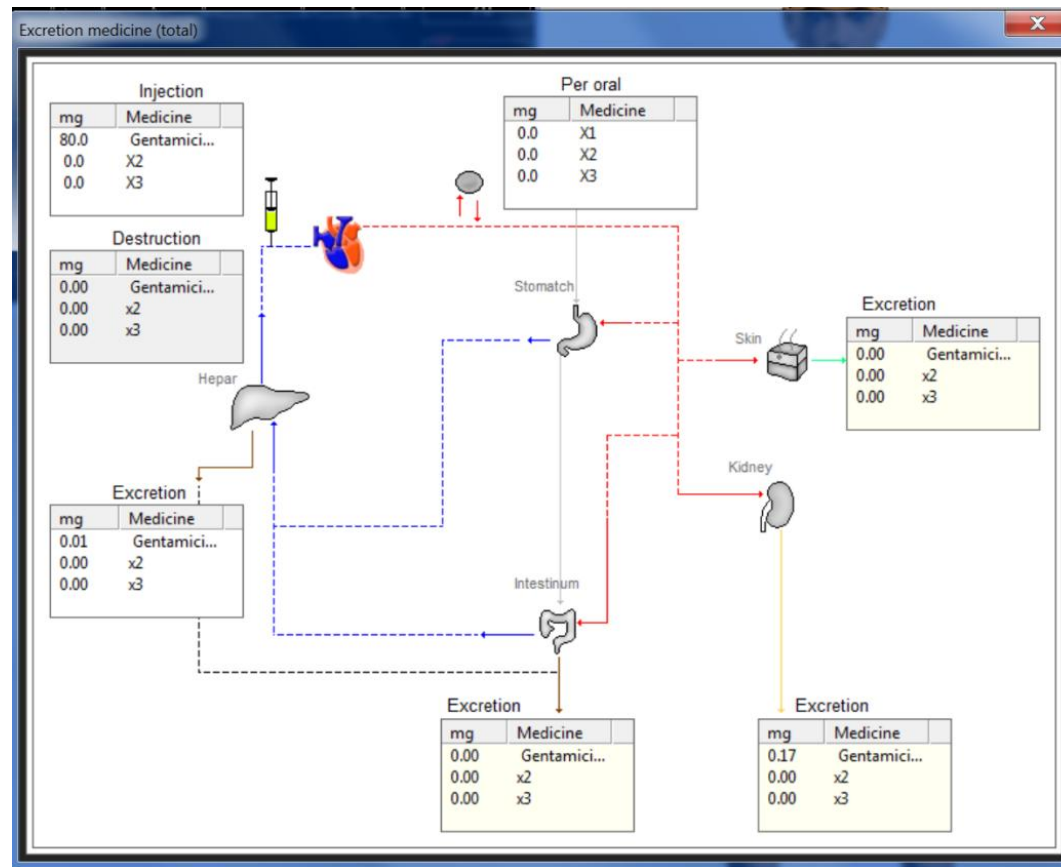 Excretion medicine (total)
X
Injection
mg Medicine
80.0 Gentamici...
0.0 X2
0.0 X3
Per oral
mg Medicine
0.0 X1
0.0 X2
0.0 X3
Destruction
mg Medicine
0.00 Gentamici...
0.00 x2
0.00 x3
Stomatch
Excretion
mg Medicine
0.00 Gentamici...
0.00 x2
0.00 x3
Skin
Hepar
Kidney
Excretion
mg Medicine
0.01 Gentamici...
0.00 x2
0.00 x3
Intestinum
Excretion
mg Medicine
0.00 Gentamici...
0.00 x2
0.00 x3
Excretion
mg Medicine
0.17 Gentamici...
0.00 x2
0.00 x3